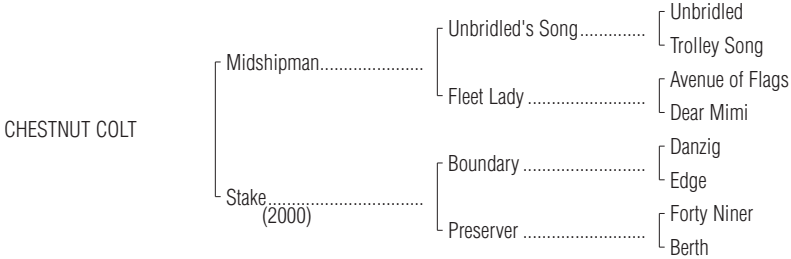 Unbridled
Unbridled's Song..............
Trolley Song
Midshipman......................
Avenue of Flags
Fleet Lady ........................
Dear Mimi
CHESTNUT COLT
Danzig
Boundary .........................
Edge
Stake.................................
(2000)
Forty Niner
Preserver .........................
Berth